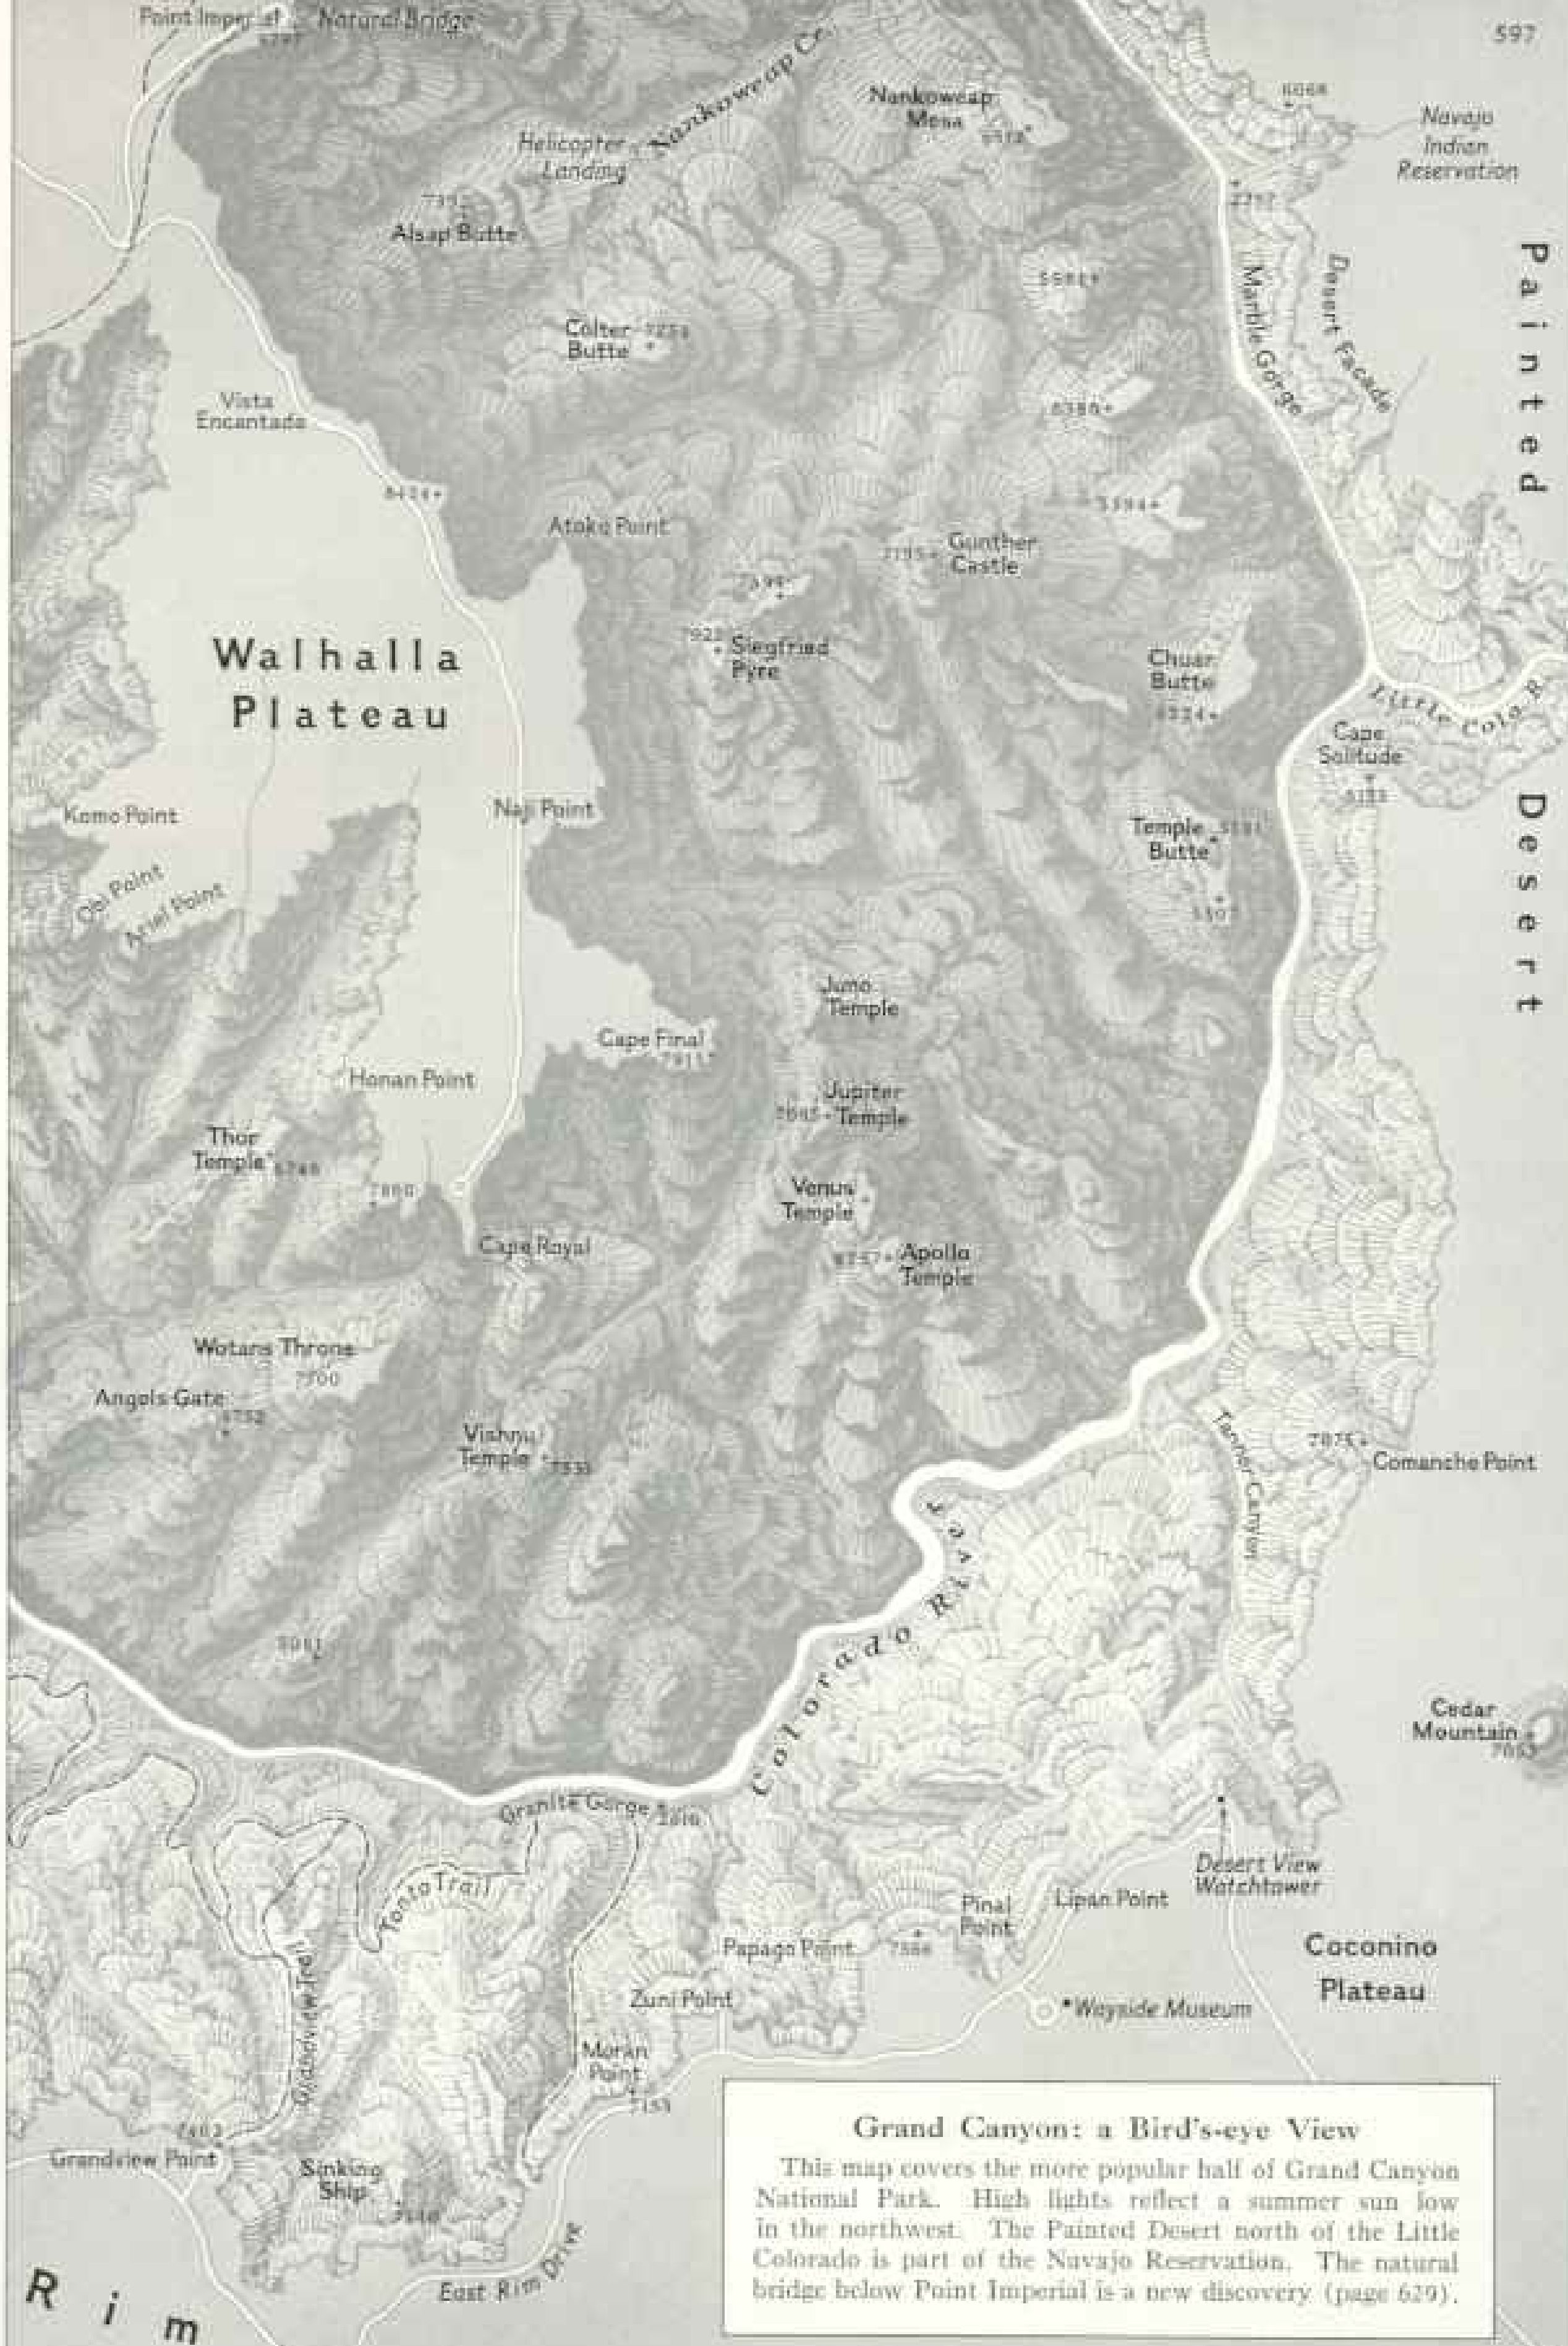 Point Imperial
Natural Bridge
597
Nankoweap Cr.
Nankoweap
Mesa
6068
Navajo
Indian
Reservation
Helicopter
Landing
Alsap Butte
Marble Gorge
Desert Facade
Painted Desert
Colter
Butte
Vista
Encantada
Atoko Point
Gunther
Castle
Siegfried
Pyre
Walhalla
Plateau
Chuar
Butte
Little Colo. R.
Cape
Solitude
Komo Point
Naji Point
Temple
Butte
Obi Point
Ariel Point
Juno
Temple
Cape Final
Honan Point
Jupiter
Temple
Thor
Temple
Venus
Temple
Cape Royal
Apollo
Temple
Wotans Throne
Angels Gate
Vishnu
Temple
7533
Tanner Canyon
7075
Comanche Point
Colorado River
Cedar
Mountain
Granite Gorge
Tonto Trail
Desert View
Watchtower
Pinal
Point
Lipan Point
Papago Point
Coconino
Plateau
Grandview Trail
Zuni Point
Wayside Museum
Moran
Point
Grandview Point
Sinking
Ship
East Rim Drive
Rim
Grand Canyon: a Bird's-eye View
This map covers the more popular half of Grand Canyon
National Park. High lights reflect a summer sun low
in the northwest. The Painted Desert north of the Little
Colorado is part of the Navajo Reservation. The natural
bridge below Point Imperial is a new discovery (page 629).